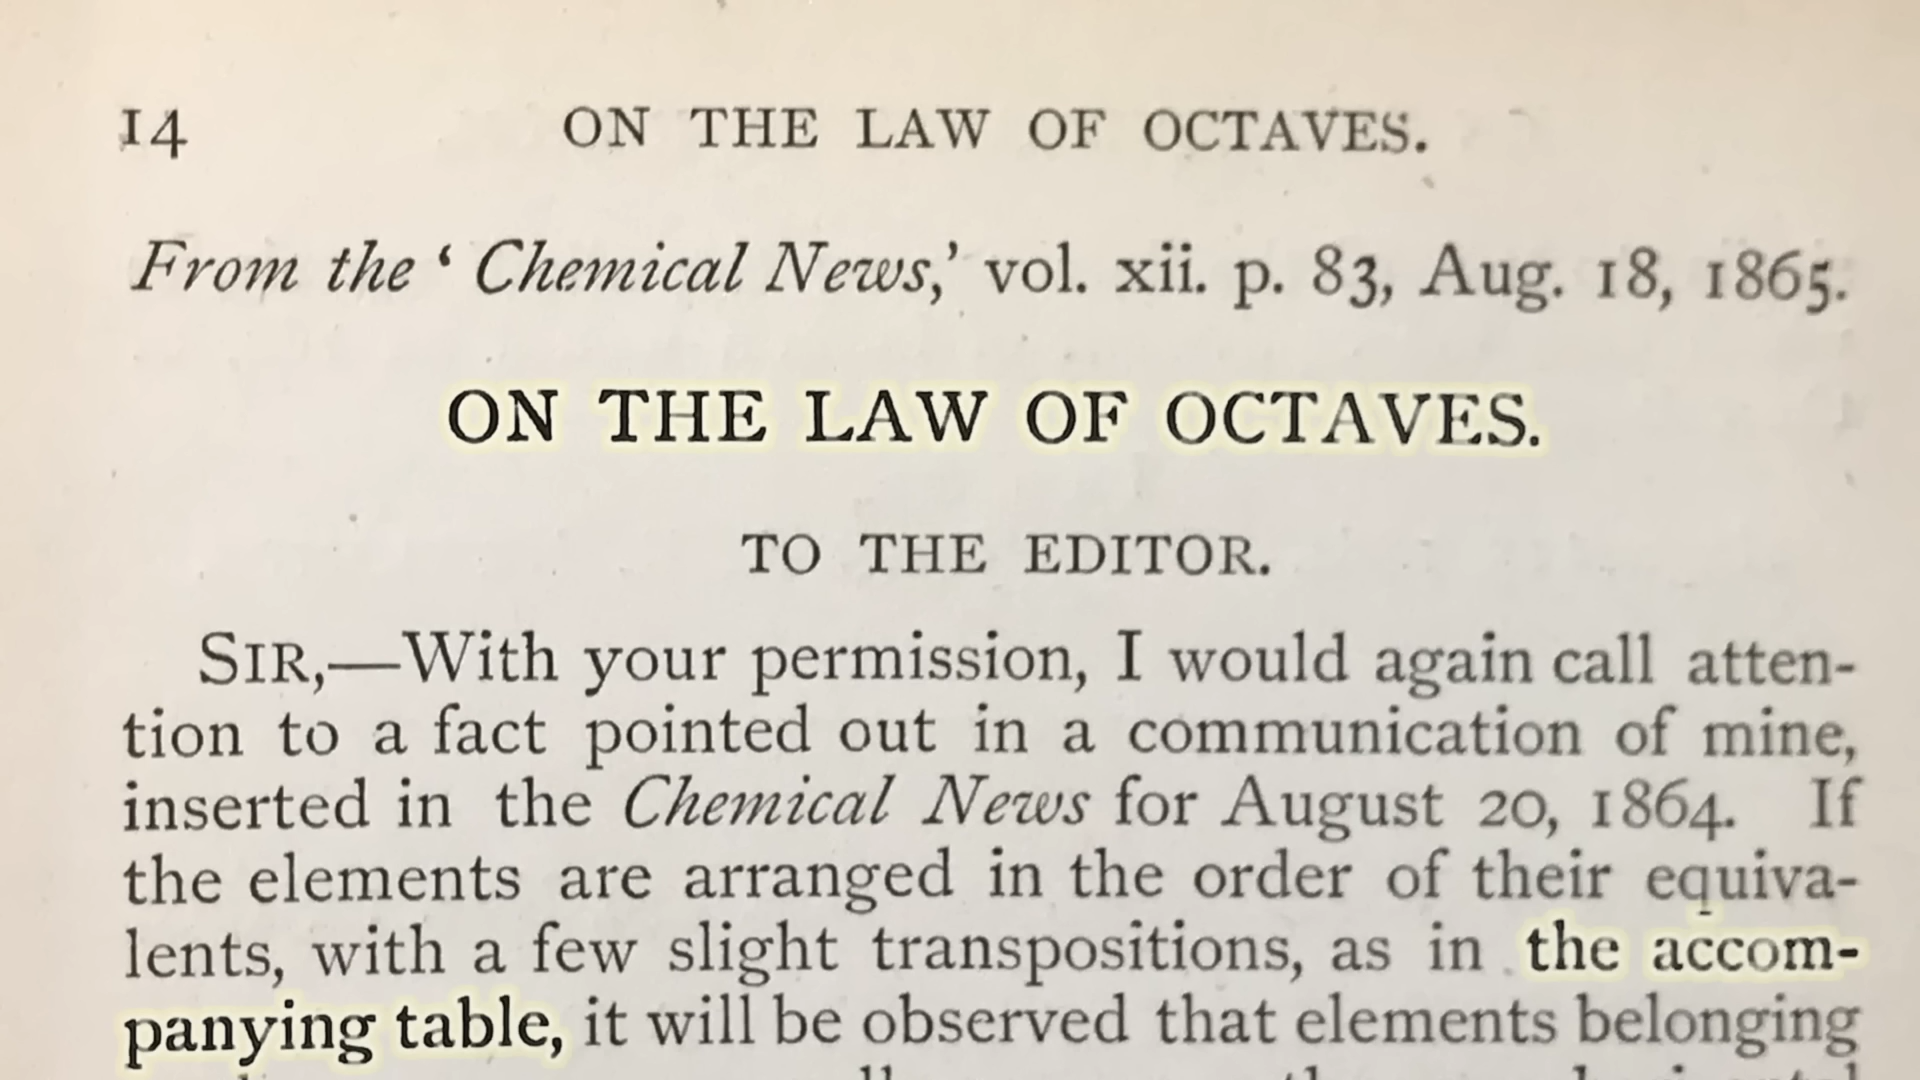 14 ON THE LAW OF OCTAVES.
From the ‘Chemical News,’ vol. xii. p. 83, Aug. 18, 1865.
ON THE LAW OF OCTAVES.
TO THE EDITOR.
SIR,—With your permission, I would again call atten-
tion to a fact pointed out in a communication of mine,
inserted in the Chemical News for August 20, 1864. If
the elements are arranged in the order of their equiva-
lents, with a few slight transpositions, as in the accom-
panying table, it will be observed that elements belonging